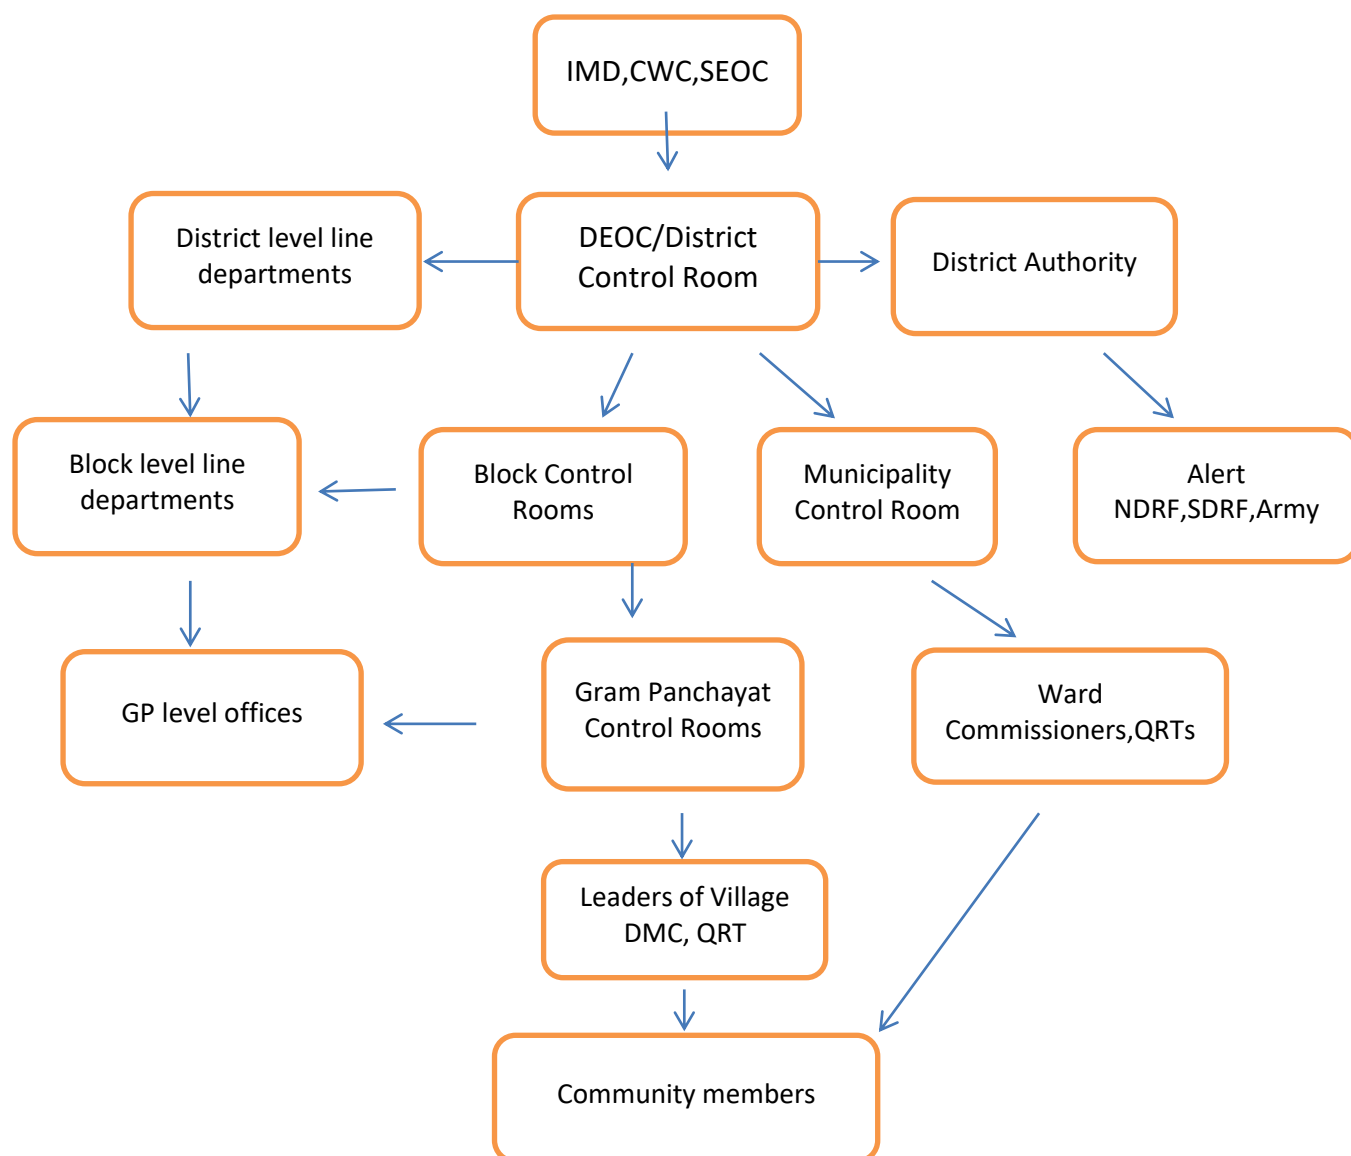 IMD,CWC,SEOC
District level line
departments
DEOC/District
Control Room
District Authority
Block level line
departments
Block Control
Rooms
Municipality
Control Room
Alert
NDRF,SDRF,Army
GP level offices
Gram Panchayat
Control Rooms
Ward
Commissioners,QRTs
Leaders of Village
DMC, QRT
Community members